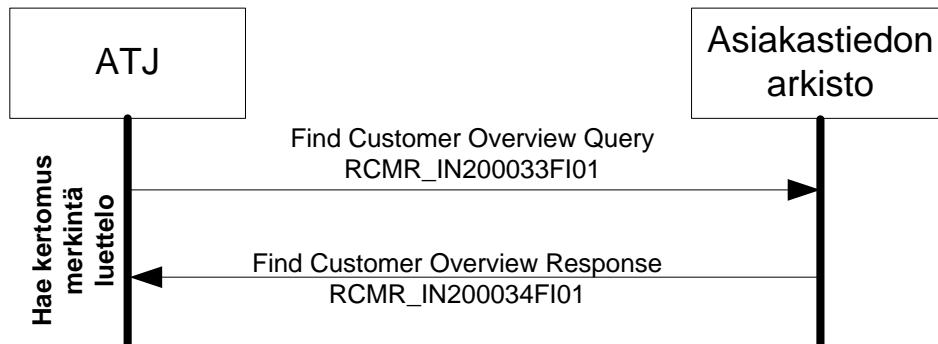 ATJ
Asiakastiedon
arkisto
Find Customer Overview Query
RCMR_IN200033FI01
Hae kertomus
merkintä
luettelo
Find Customer Overview Response
RCMR_IN200034FI01